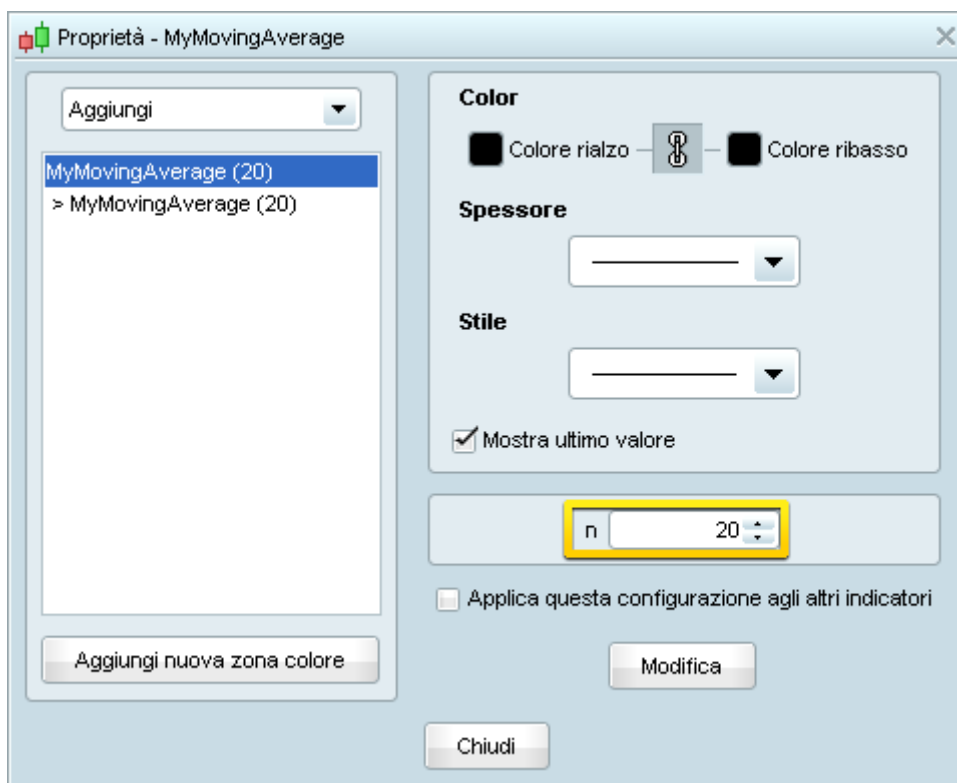 Proprietà - MyMovingAverage
Aggiungi
MyMovingAverage (20)
> MyMovingAverage (20)
Aggiungi nuova zona colore
Color
Colore rialzo
Colore ribasso
Spessore
Stile
Mostra ultimo valore
n 20
Applica questa configurazione agli altri indicatori
Modifica
Chiudi